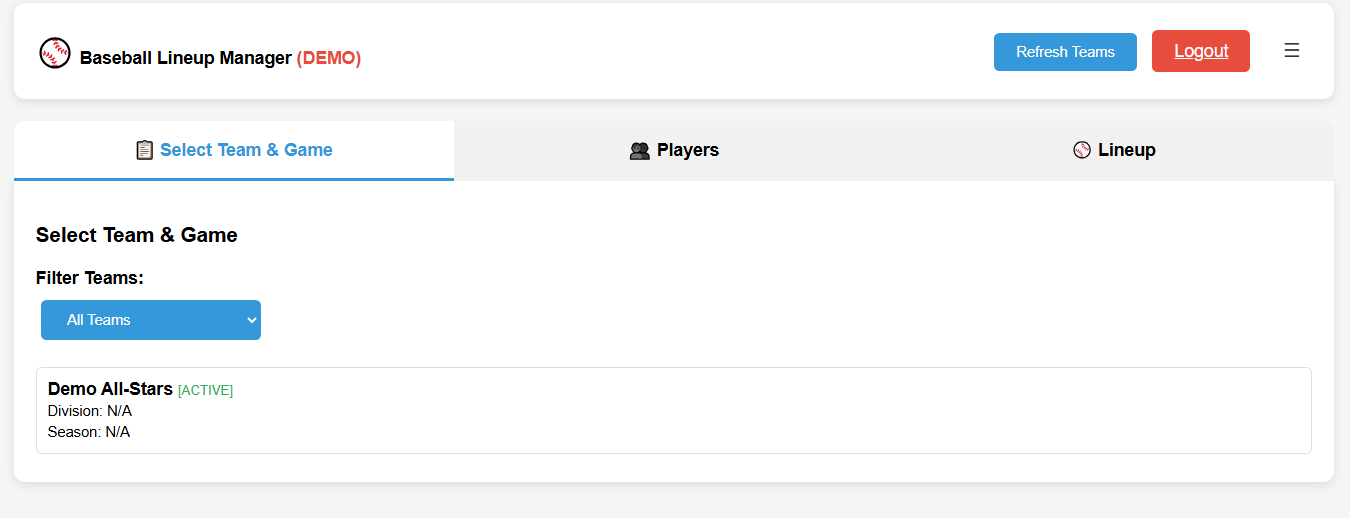 Baseball Lineup Manager (DEMO)
Refresh Teams
Logout
Select Team & Game
Players
Lineup
Select Team & Game
Filter Teams:
All Teams
Demo All-Stars [ACTIVE]
Division: N/A
Season: N/A